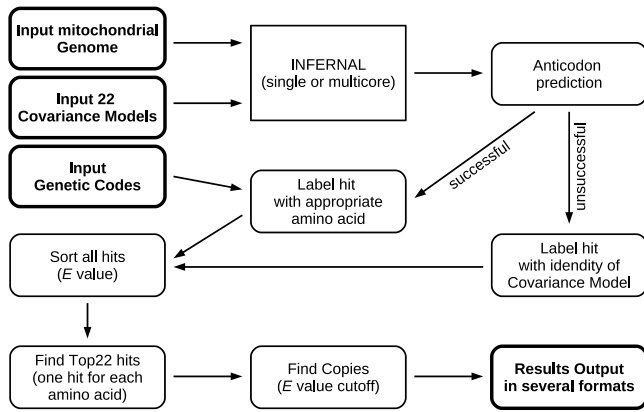 Input mitochondrial
Genome
INFERNAL
(single or multicore)
Anticodon
prediction
Input 22
Covariance Models
Input
Genetic Codes
successful
unsuccessful
Label hit
with appropriate
amino acid
Sort all hits
(E value)
Label hit
with idendity of
Covariance Model
Find Top22 hits
(one hit for each
amino acid)
Find Copies
(E value cutoff)
Results Output
in several formats